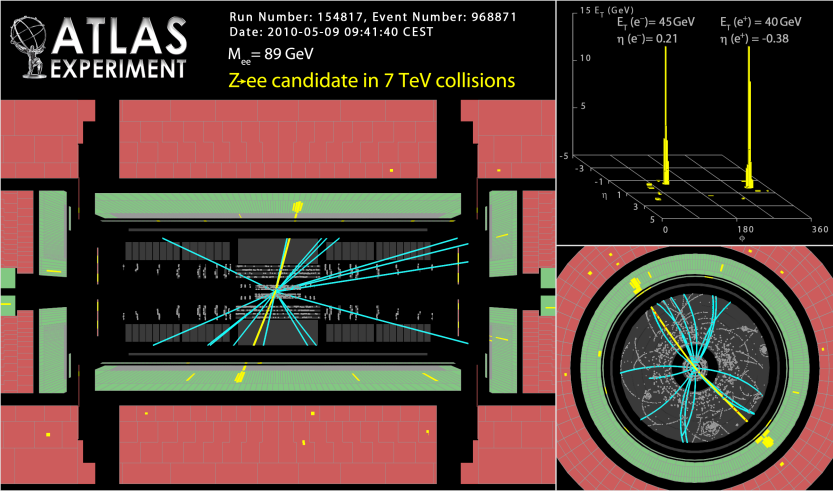 ATLAS
EXPERIMENT
Run Number: 154817, Event Number: 968871
Date: 2010-05-09 09:41:40 CEST
Mee= 89 GeV
Z→ee candidate in 7 TeV collisions
15 ET (GeV)
ET (e⁻)= 45 GeV
η (e⁻)= 0.21
ET (e⁺)= 40 GeV
η (e⁺)= -0.38
10
5
-5
-3
-1
η 1
3
5
0 180 360
φ